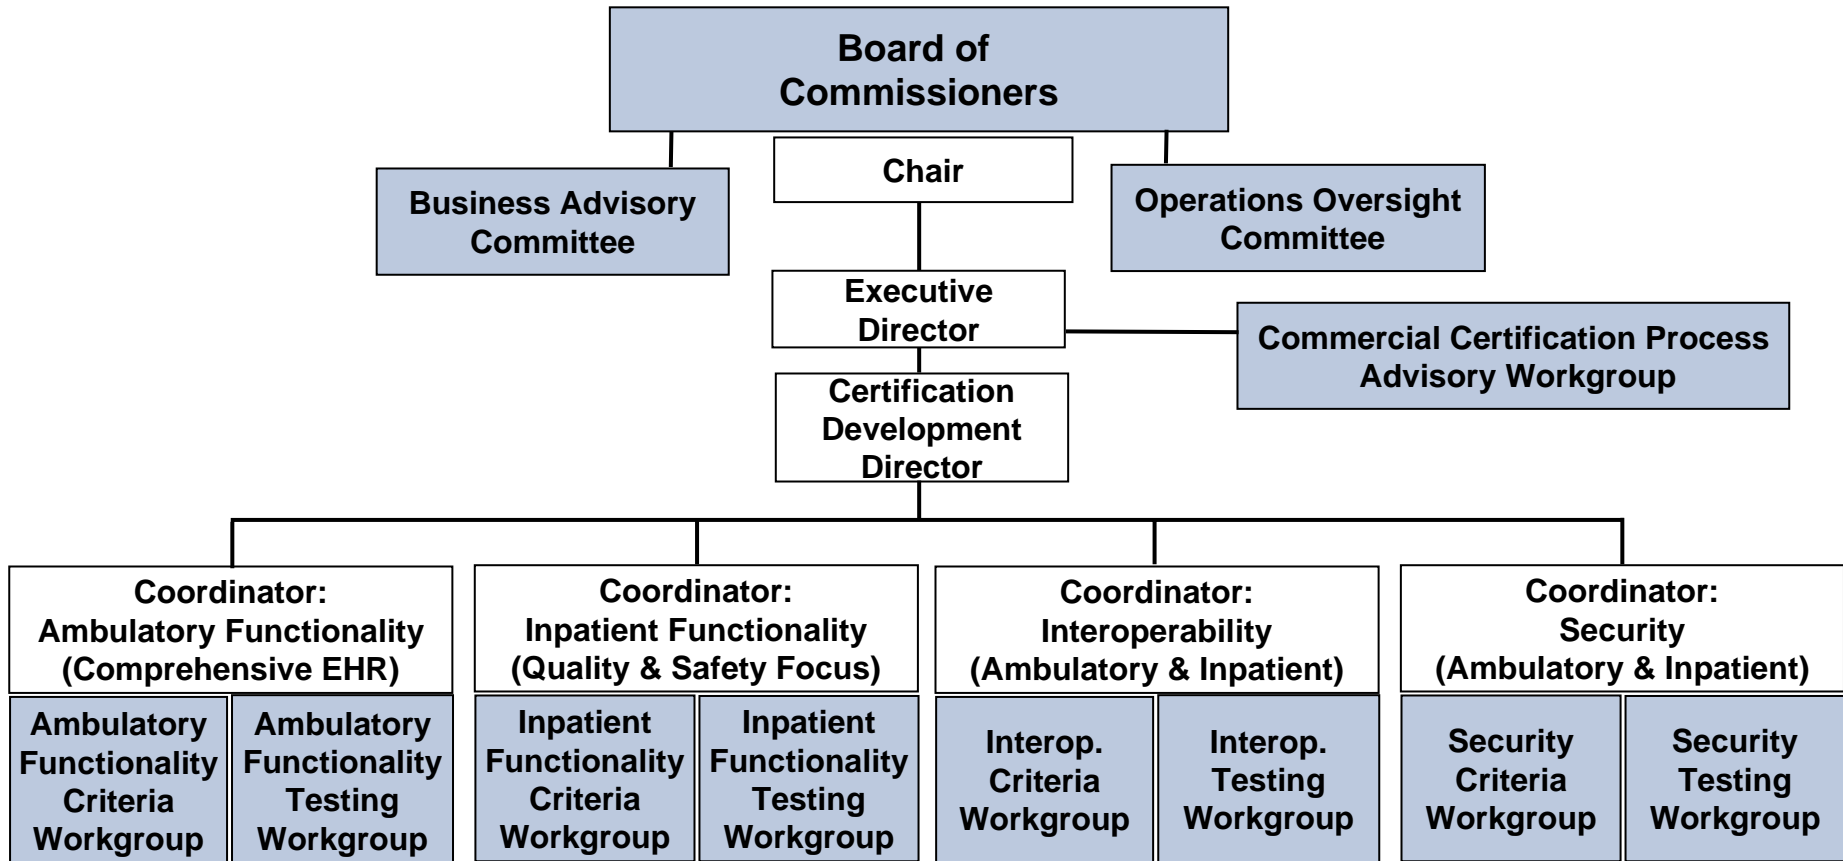 Board of
Commissioners
Chair
Business Advisory
Committee
Operations Oversight
Committee
Executive
Director
Commercial Certification Process
Advisory Workgroup
Certification
Development
Director
Coordinator:
Ambulatory Functionality
(Comprehensive EHR)
Coordinator:
Inpatient Functionality
(Quality & Safety Focus)
Coordinator:
Interoperability
(Ambulatory & Inpatient)
Coordinator:
Security
(Ambulatory & Inpatient)
Ambulatory
Functionality
Criteria
Workgroup
Ambulatory
Functionality
Testing
Workgroup
Inpatient
Functionality
Criteria
Workgroup
Inpatient
Functionality
Testing
Workgroup
Interop.
Criteria
Workgroup
Interop.
Testing
Workgroup
Security
Criteria
Workgroup
Security
Testing
Workgroup